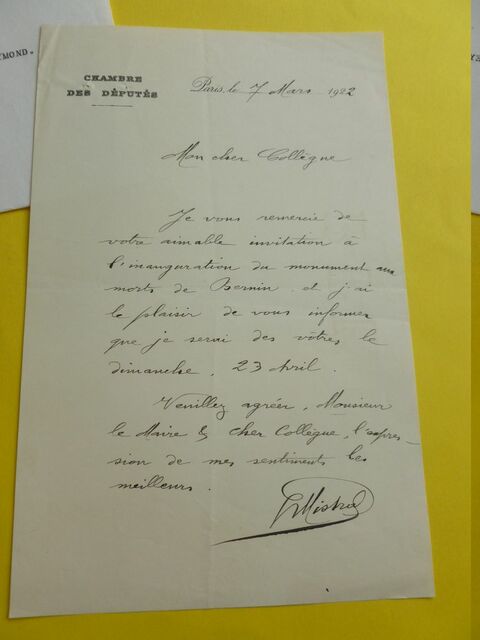 YMOND.
CHAMBRE
DES DÉPUTÉS
Paris, le 7 Mars 1922
Mon cher Collègue
Je vous remercie de
votre aimable invitation à
l'inauguration du monument aux
morts de Bernin et j'ai
le plaisir de vous informer
que je serai des vôtres le
dimanche, 23 Avril.
Veuillez agréer, Monsieur
le Maire & cher Collègue, l'expres-
sion de mes sentiments les
meilleurs.
Mistral